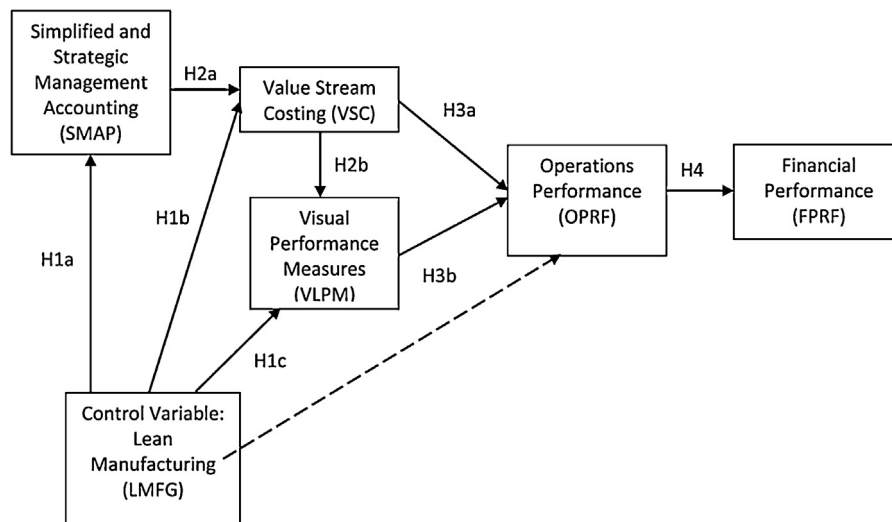 Simplified and
Strategic
Management
Accounting
(SMAP)
H2a
Value Stream
Costing (VSC)
H3a
H2b
Operations
Performance
(OPRF)
H4
Financial
Performance
(FPRF)
H1b
Visual
Performance
Measures
(VLPM)
H1a
H3b
H1c
Control Variable:
Lean
Manufacturing
(LMFG)